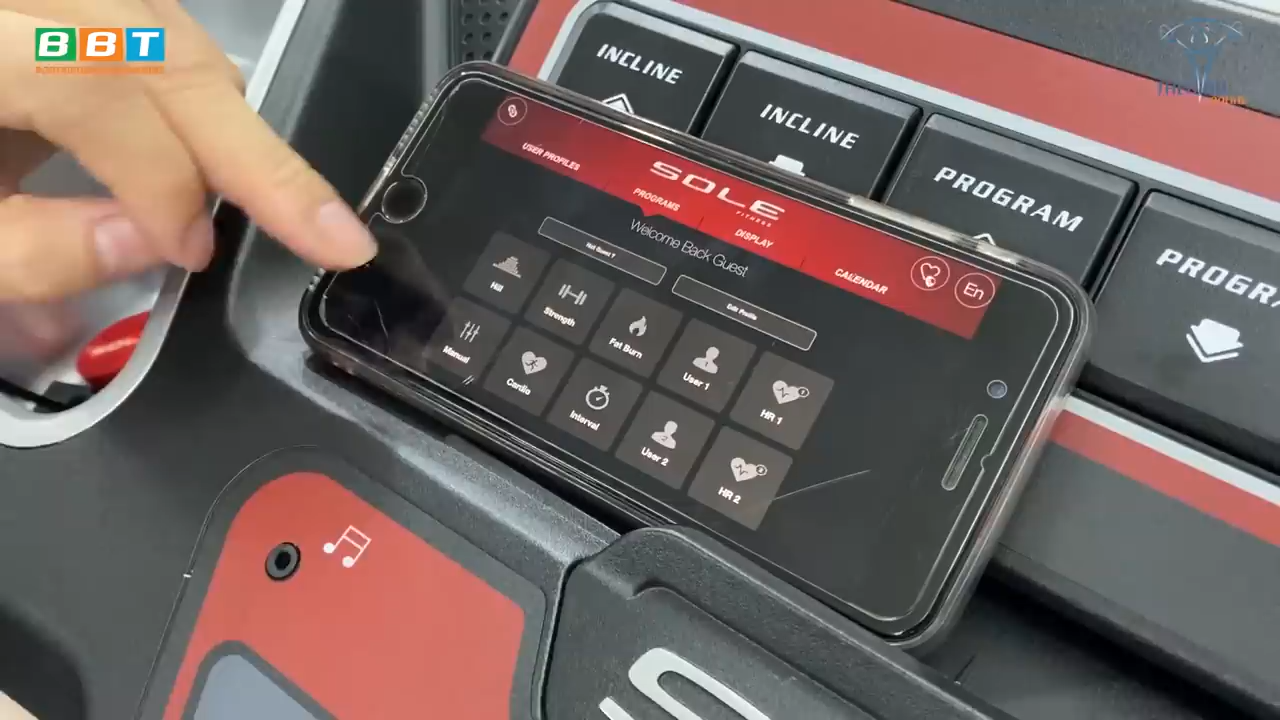 BBT
INCLINE
INCLINE
PROGRAM
SOLE
FITNESS
USER PROFILES
PROGRAMS
DISPLAY
CALENDAR
En
Welcome Back Guest
Edit Profile
Hill
Strength
Fat Burn
User 1
HR 1
Manual
Cardio
Interval
User 2
HR 2